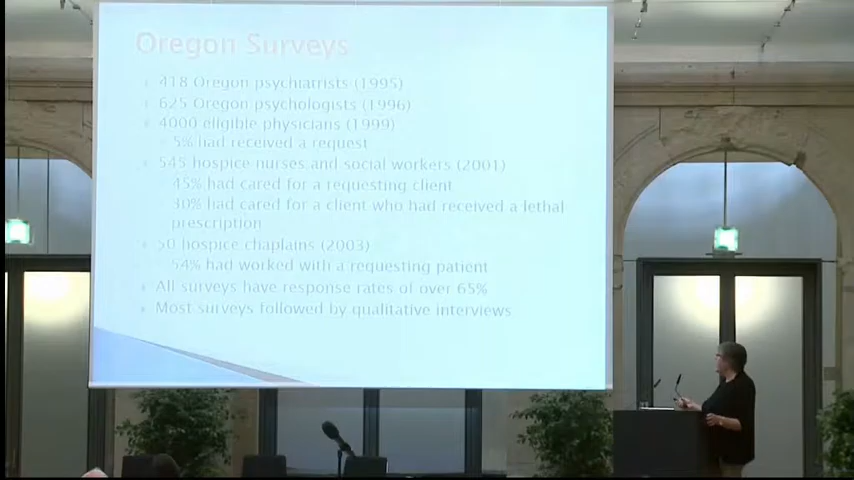 Oregon Surveys
418 Oregon psychiatrists (1995)
625 Oregon psychologists (1996)
4000 eligible physicians (1999)
5% had received a request
545 hospice nurses and social workers (2001)
45% had cared for a requesting client
30% had cared for a client who had received a lethal
prescription
50 hospice chaplains (2003)
54% had worked with a requesting patient
All surveys have response rates of over 65%
Most surveys followed by qualitative interviews